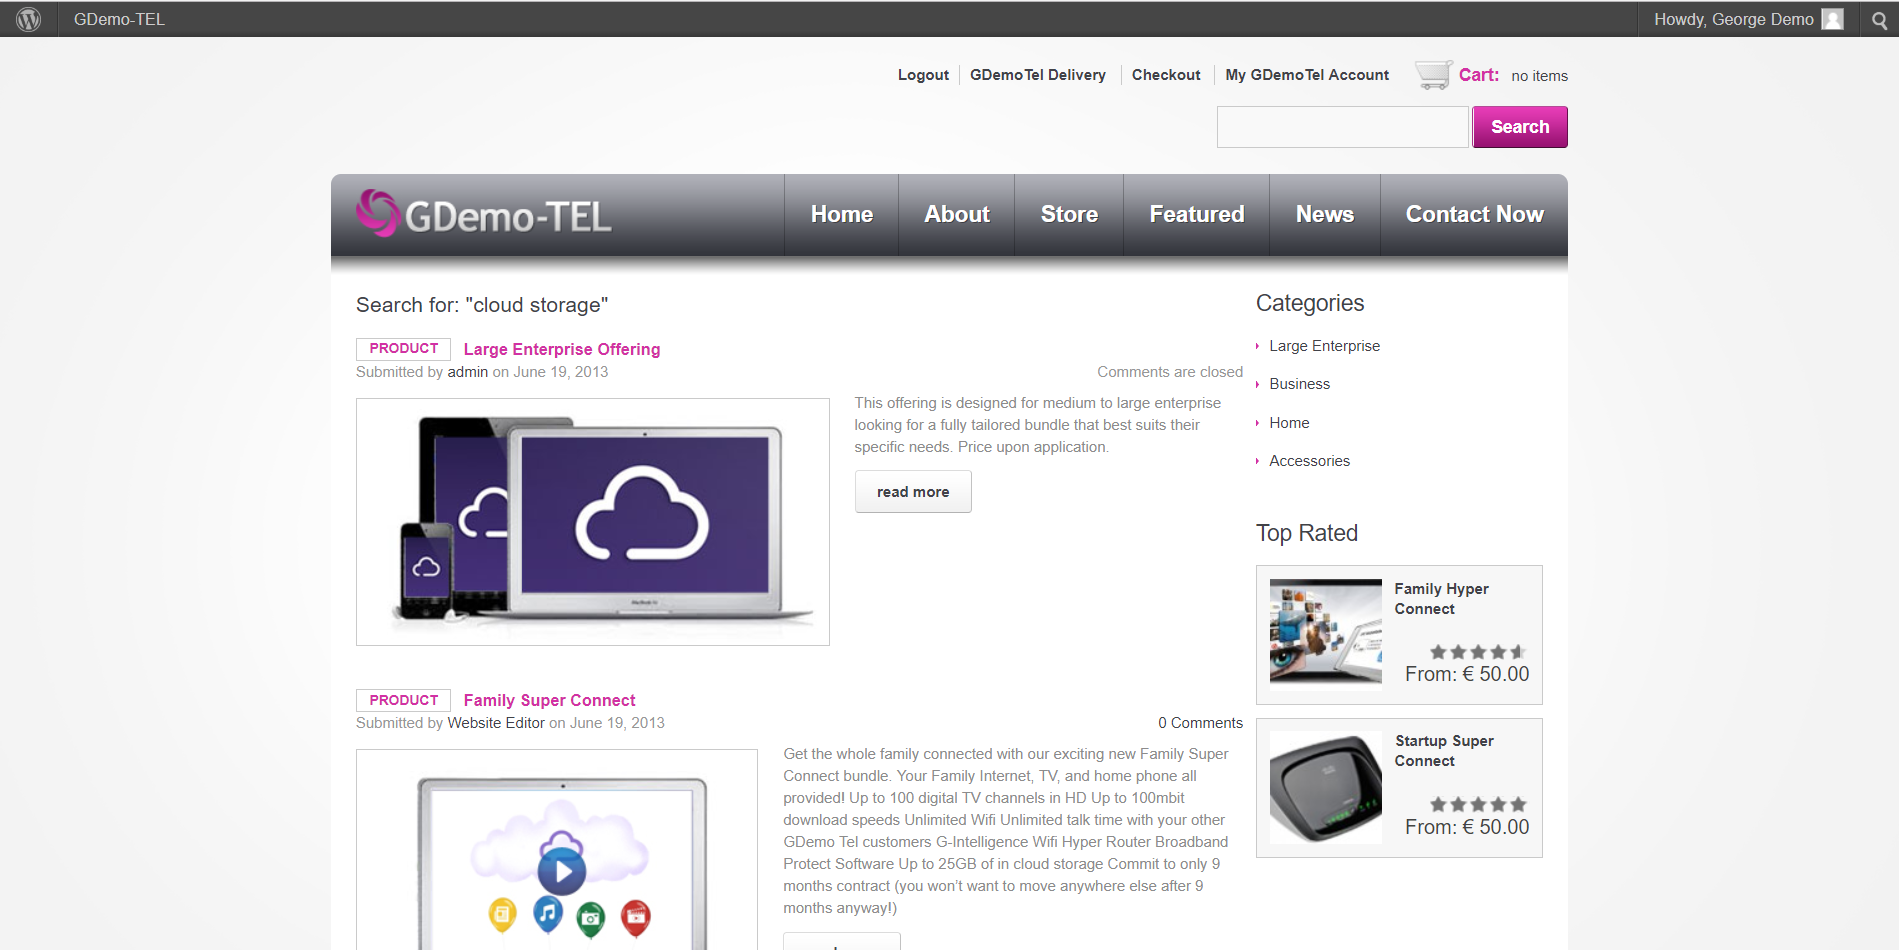 GDemo-TEL
Howdy, George Demo
Logout
GDemoTel Delivery
Checkout
My GDemoTel Account
Cart: no items
Search
GDemo-TEL
Home
About
Store
Featured
News
Contact Now
Search for: "cloud storage"
PRODUCT Large Enterprise Offering
Submitted by admin on June 19, 2013
Comments are closed
This offering is designed for medium to large enterprise
looking for a fully tailored bundle that best suits their
specific needs. Price upon application.
read more
PRODUCT Family Super Connect
Submitted by Website Editor on June 19, 2013
0 Comments
Get the whole family connected with our exciting new Family Super
Connect bundle. Your Family Internet, TV, and home phone all
provided! Up to 100 digital TV channels in HD Up to 100mbit
download speeds Unlimited Wifi Unlimited talk time with your other
GDemo Tel customers G-Intelligence Wifi Hyper Router Broadband
Protect Software Up to 25GB of in cloud storage Commit to only 9
months contract (you won’t want to move anywhere else after 9
months anyway!)
Categories
Large Enterprise
Business
Home
Accessories
Top Rated
Family Hyper
Connect
From: € 50.00
Startup Super
Connect
From: € 50.00